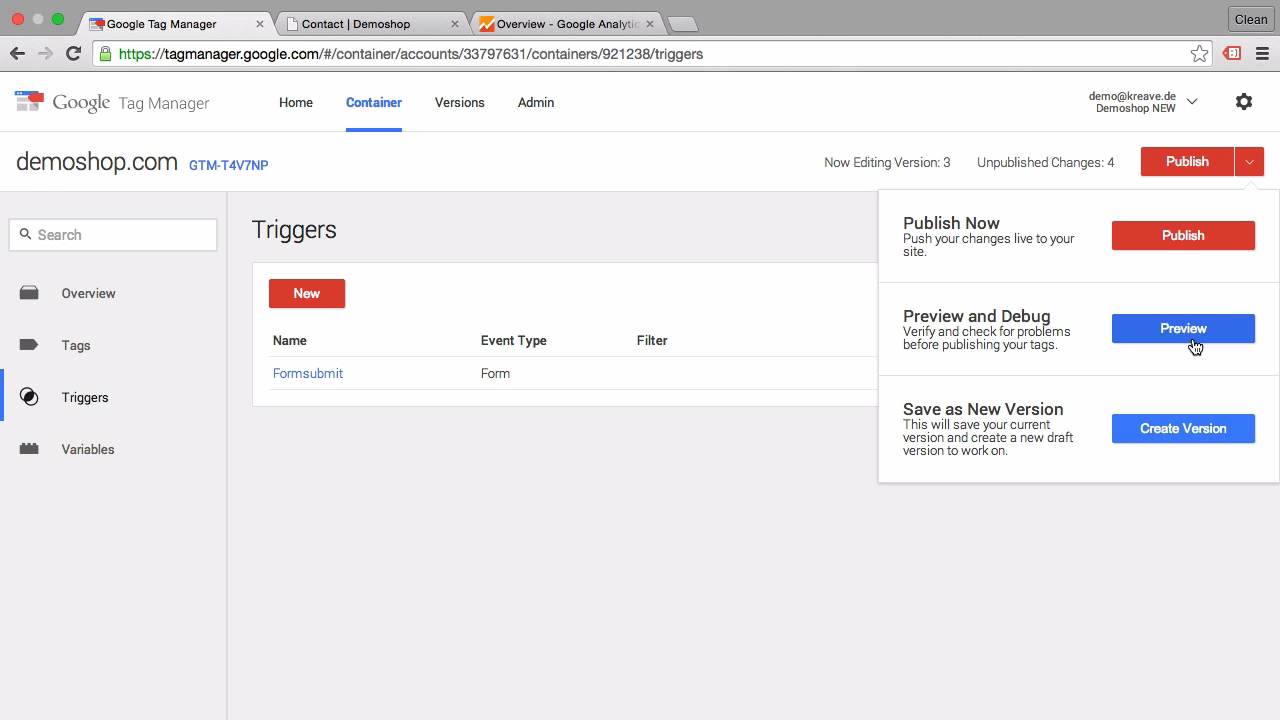 Google Tag Manager
Contact | Demoshop
Overview - Google Analytic
Clean
https://tagmanager.google.com/#/container/accounts/33797631/containers/921238/triggers
Google Tag Manager
Home
Container
Versions
Admin
demo@kreave.de
Demoshop NEW
demoshop.com GTM-T4V7NP
Now Editing Version: 3
Unpublished Changes: 4
Publish
Search
Overview
Tags
Triggers
Variables
Triggers
New
Name Event Type Filter
Formsubmit Form
Publish Now
Push your changes live to your
site.
Publish
Preview and Debug
Verify and check for problems
before publishing your tags.
Preview
Save as New Version
This will save your current
version and create a new draft
version to work on.
Create Version